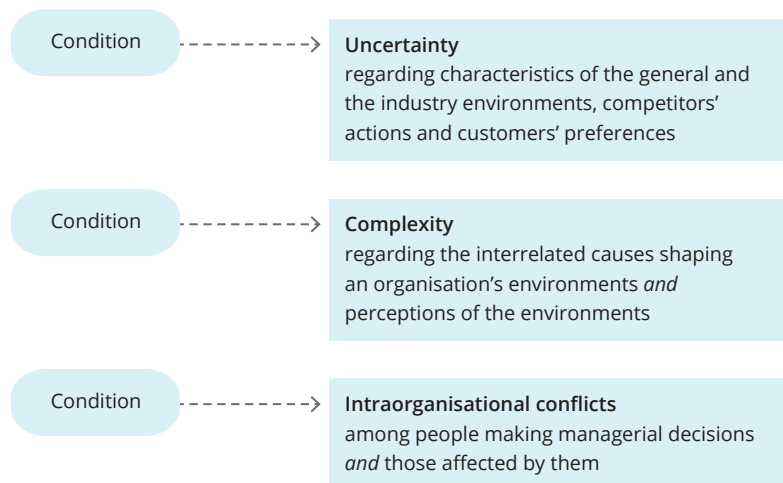 Condition
Uncertainty
regarding characteristics of the general and
the industry environments, competitors’
actions and customers’ preferences
Condition
Complexity
regarding the interrelated causes shaping
an organisation’s environments and
perceptions of the environments
Condition
Intraorganisational conflicts
among people making managerial decisions
and those affected by them